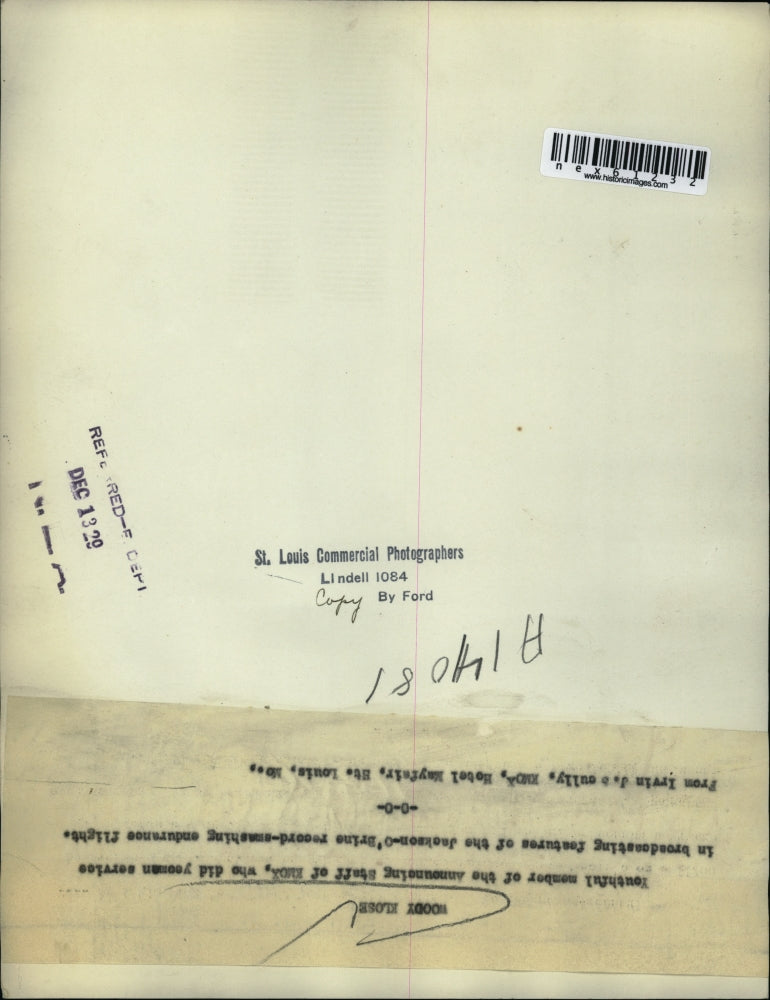 nex61232
www.historicimages.com
DEC 13 29
St. Louis Commercial Photographers
LIndell 1084
Copy By Ford
A14081
WOODY KLOSE
Youthful member of the Announcing Staff of KMOX, who did yeoman service
in broadcasting features of the Jackson-O'Brine record-smashing endurance flight.
-O-O-
From Irvin J. Scully, KMOX, Hotel Mayfair, St. Louis, Mo.,